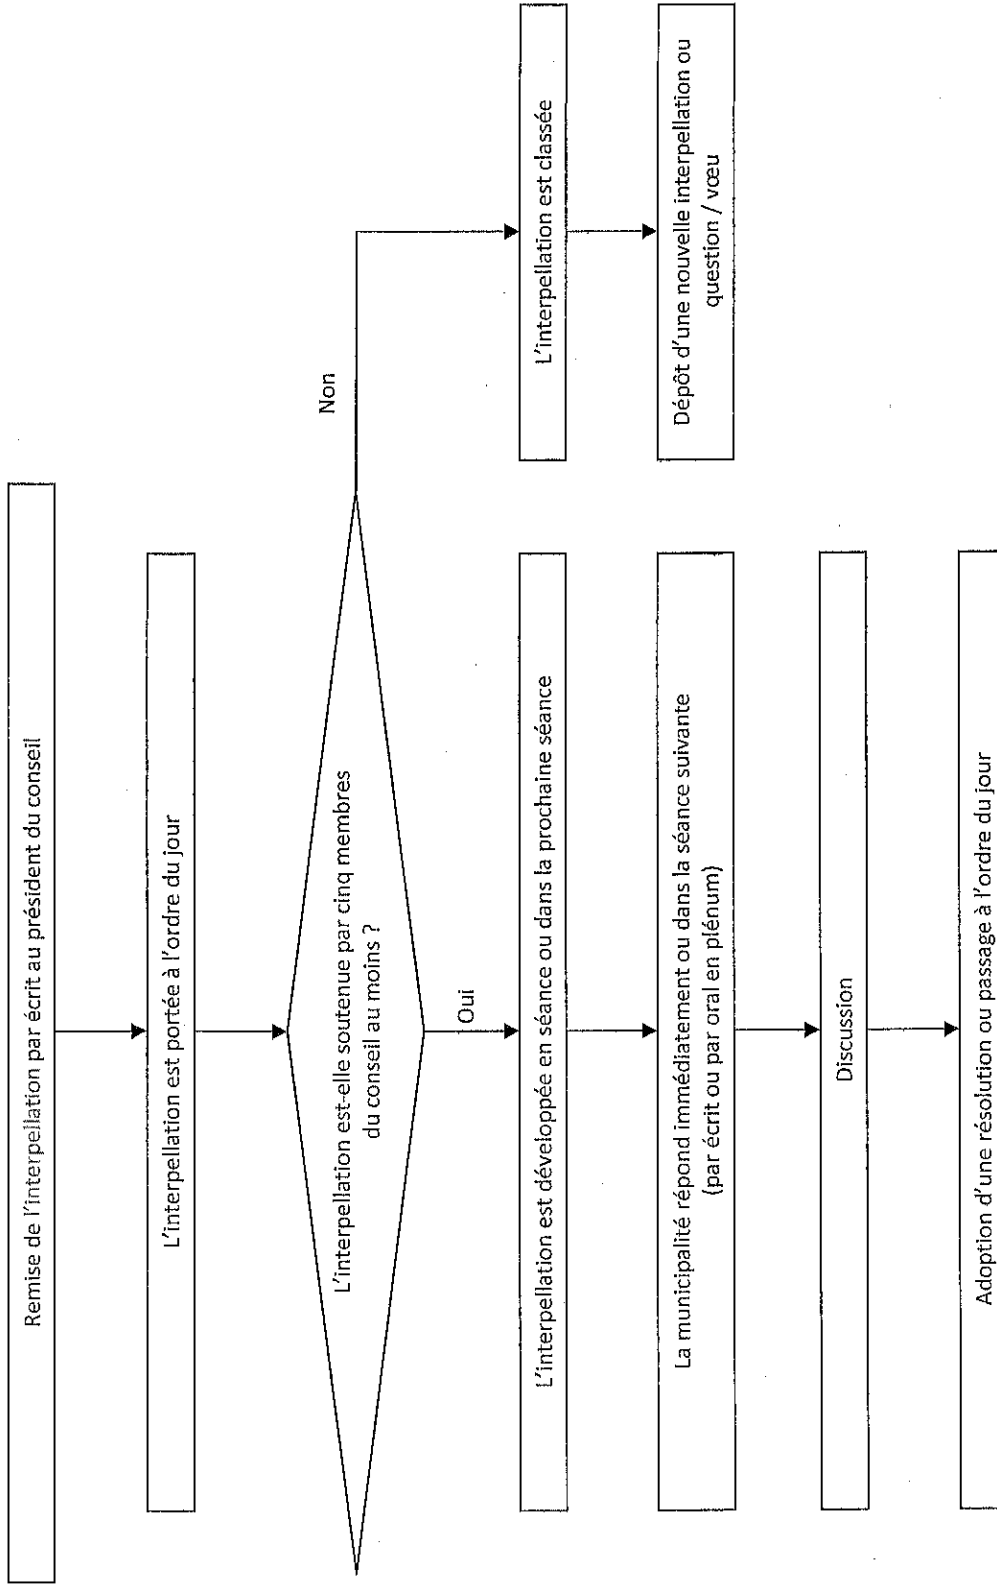 Remise de l'interpellation par écrit au président du conseil
L'interpellation est portée à l'ordre du jour
L'interpellation est-elle soutenue par cinq membres
du conseil au moins ?
Non
Oui
L'interpellation est développée en séance ou dans la prochaine séance
L'interpellation est classée
La municipalité répond immédiatement ou dans la séance suivante
(par écrit ou par oral en plénum)
Dépôt d'une nouvelle interpellation ou
question / vœu
Discussion
Adoption d'une résolution ou passage à l'ordre du jour